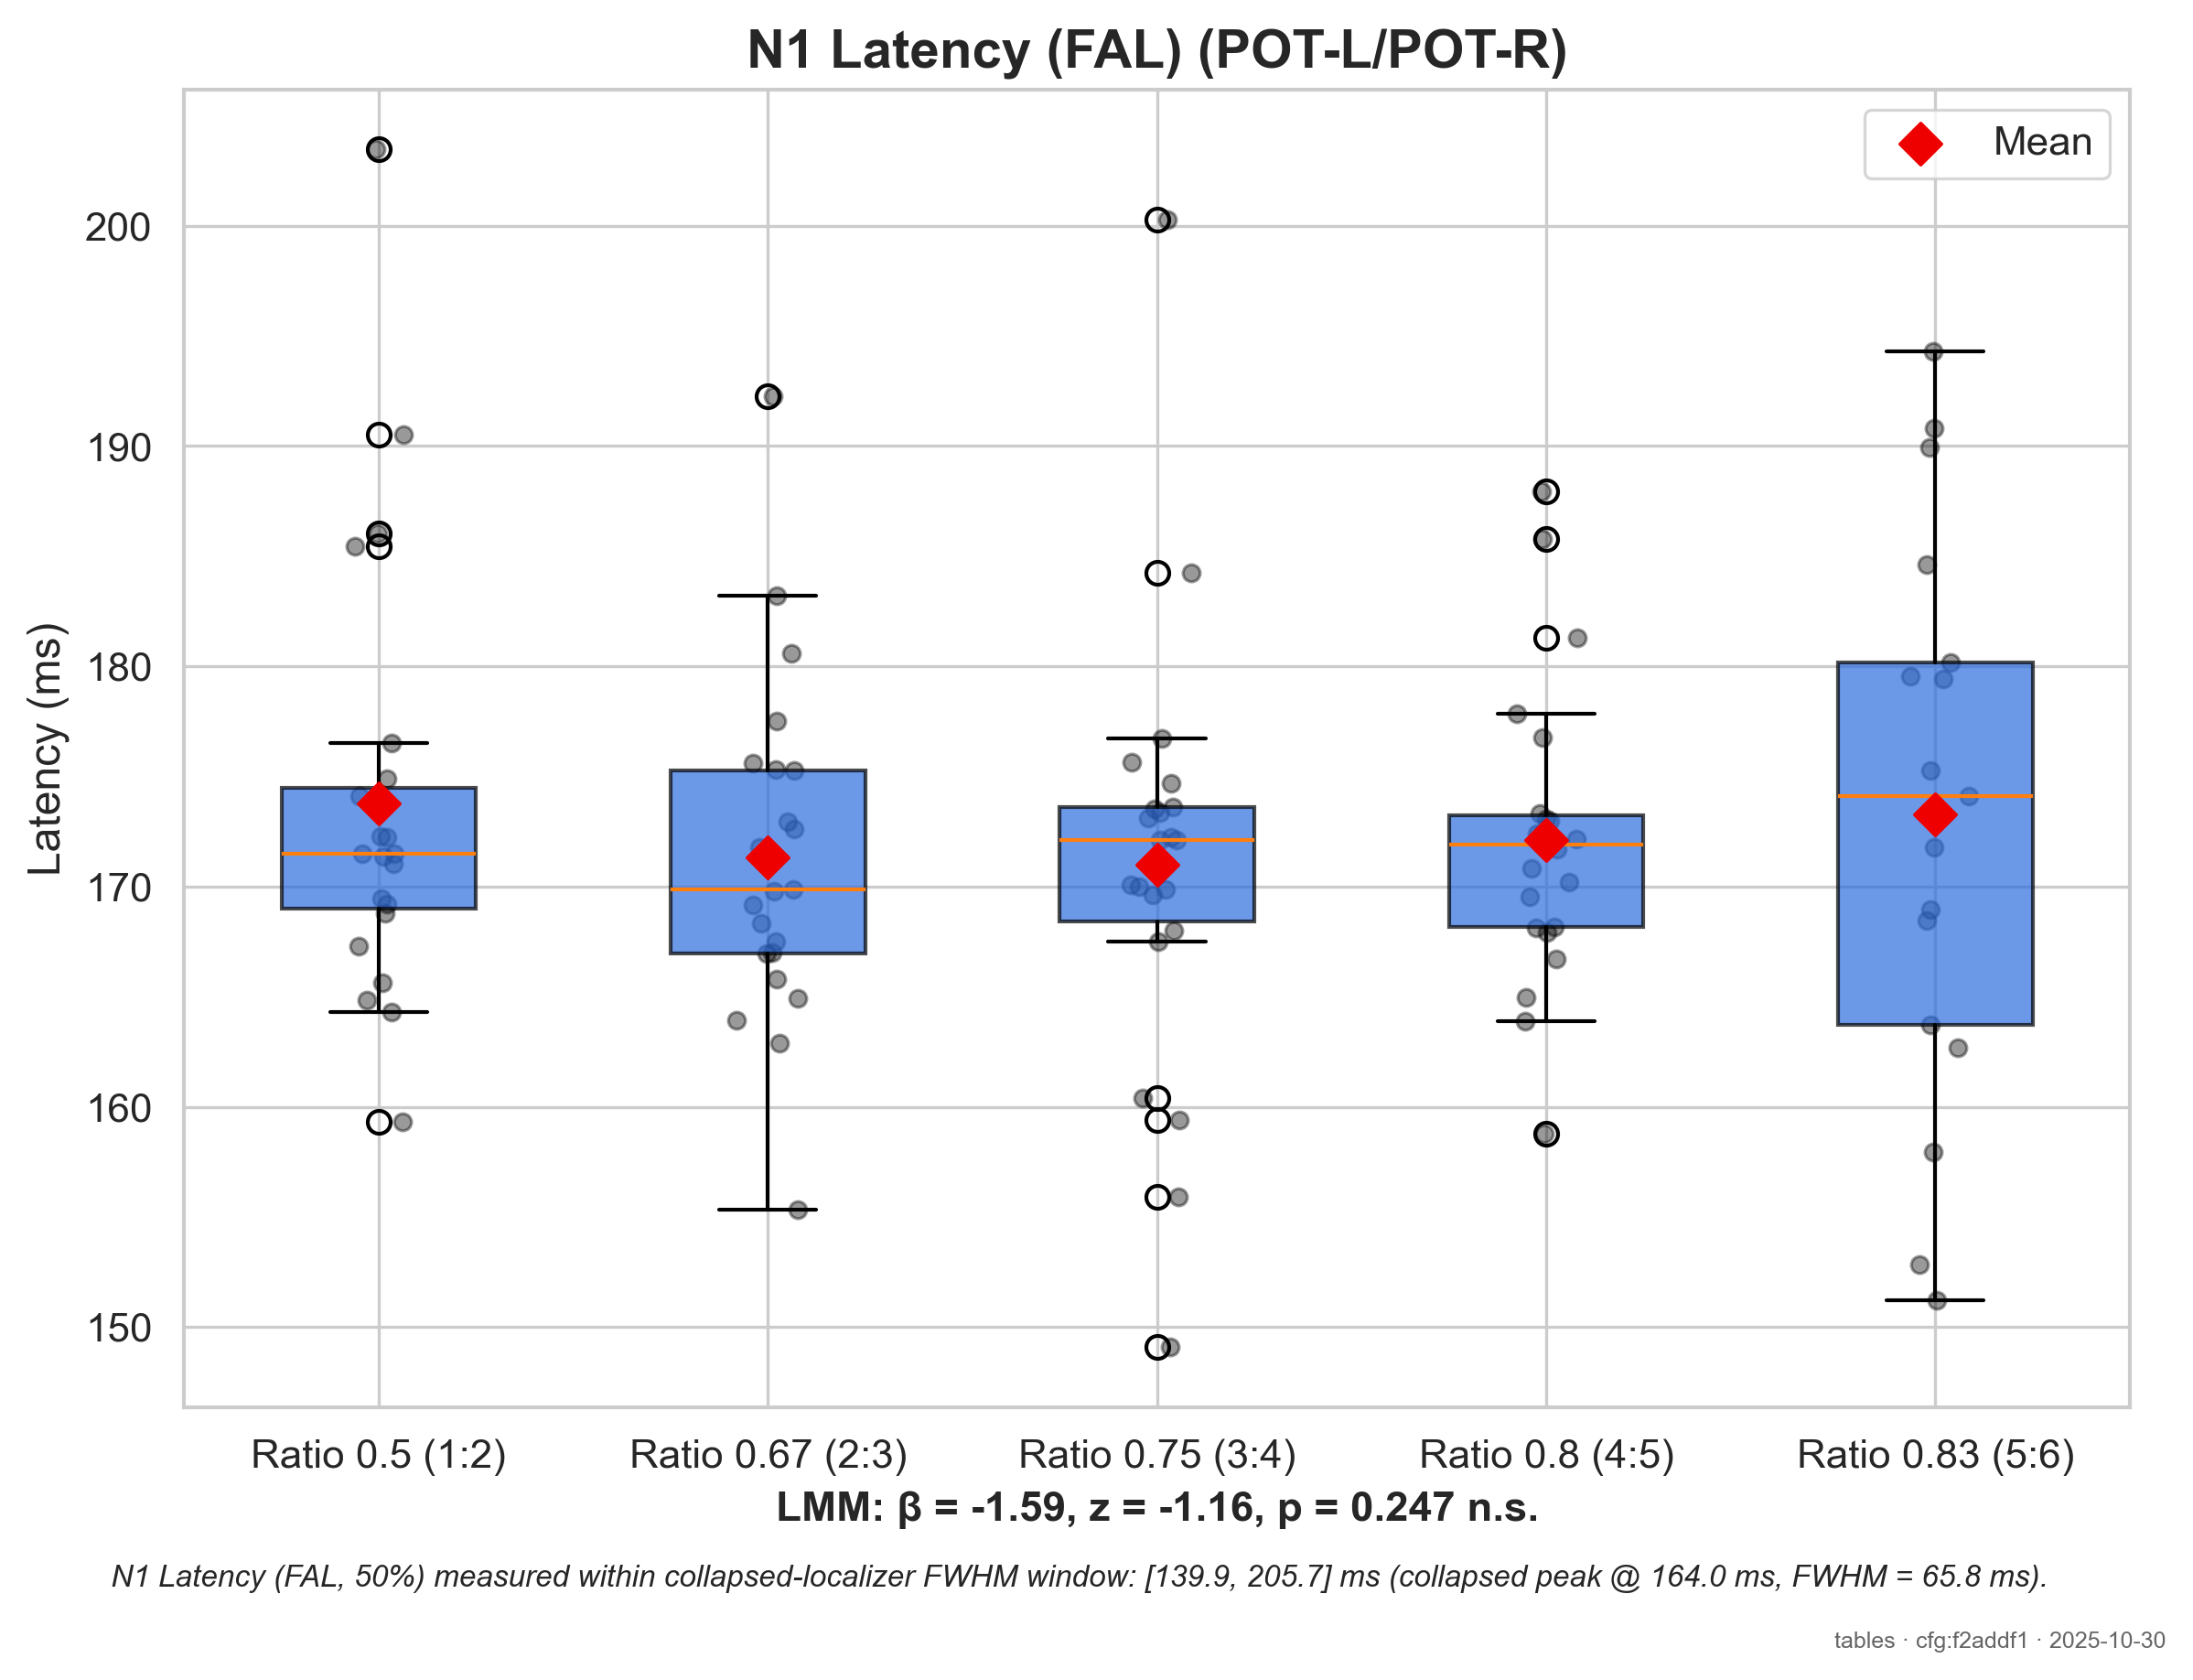 N1 Latency (FAL) (POT-L/POT-R)
Mean
Latency (ms)
200
190
180
170
160
150
Ratio 0.5 (1:2)
Ratio 0.67 (2:3)
Ratio 0.75 (3:4)
Ratio 0.8 (4:5)
Ratio 0.83 (5:6)
LMM: β = -1.59, z = -1.16, p = 0.247 n.s.
N1 Latency (FAL, 50%) measured within collapsed-localizer FWHM window: [139.9, 205.7] ms (collapsed peak @ 164.0 ms, FWHM = 65.8 ms).
tables · cfg:f2addf1 · 2025-10-30